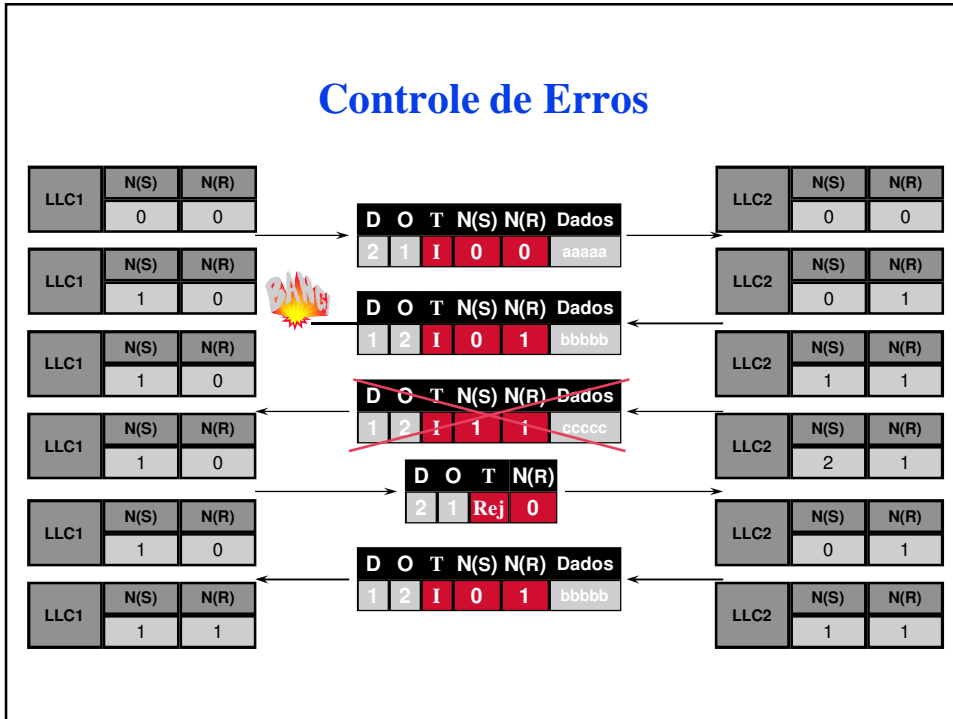 Controle de Erros
LLC1 N(S) N(R)
0 0
LLC2 N(S) N(R)
0 0
D O T N(S) N(R) Dados
2 1 I 0 0 aaaaa
LLC1 N(S) N(R)
1 0
BANG!
LLC2 N(S) N(R)
0 1
D O T N(S) N(R) Dados
1 2 I 0 1 bbbbb
LLC1 N(S) N(R)
1 0
LLC2 N(S) N(R)
1 1
D O T N(S) N(R) Dados
1 2 I 1 1 ccccc
LLC1 N(S) N(R)
1 0
LLC2 N(S) N(R)
2 1
D O T N(R)
2 1 Rej 0
LLC1 N(S) N(R)
1 0
LLC2 N(S) N(R)
0 1
D O T N(S) N(R) Dados
1 2 I 0 1 bbbbb
LLC1 N(S) N(R)
1 1
LLC2 N(S) N(R)
1 1